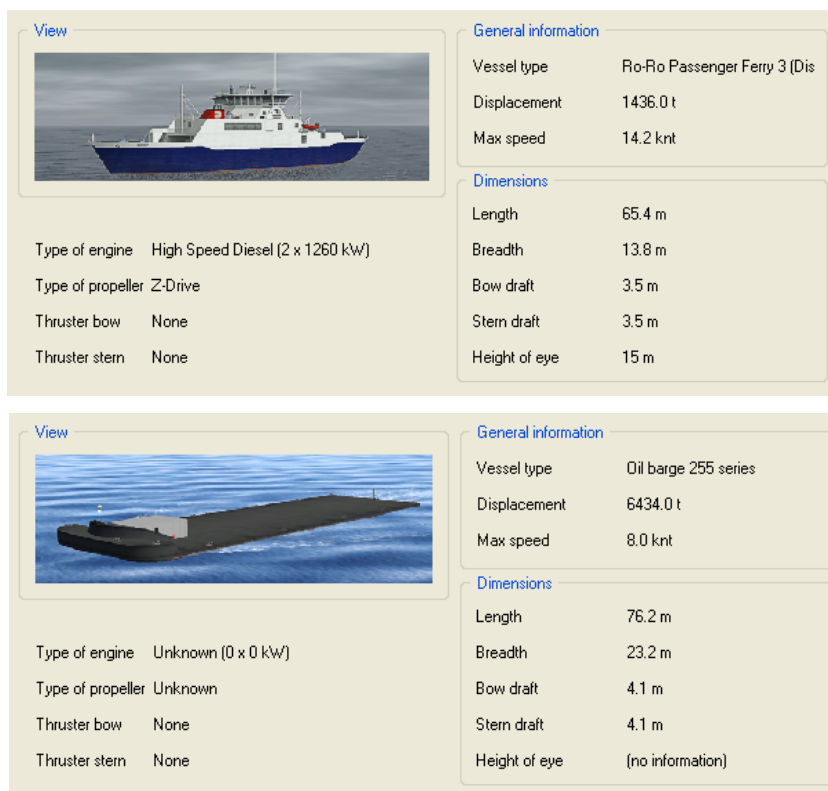 View
General information
Vessel type Ro-Ro Passenger Ferry 3 (Dis
Displacement 1436.0 t
Max speed 14.2 knt
Dimensions
Length 65.4 m
Type of engine High Speed Diesel (2 x 1260 kW)
Breadth 13.8 m
Type of propeller Z-Drive
Bow draft 3.5 m
Thruster bow None
Stern draft 3.5 m
Thruster stern None
Height of eye 15 m
View
General information
Vessel type Oil barge 255 series
Displacement 6434.0 t
Max speed 8.0 knt
Dimensions
Length 76.2 m
Type of engine Unknown (0 x 0 kW)
Breadth 23.2 m
Type of propeller Unknown
Bow draft 4.1 m
Thruster bow None
Stern draft 4.1 m
Thruster stern None
Height of eye (no information)